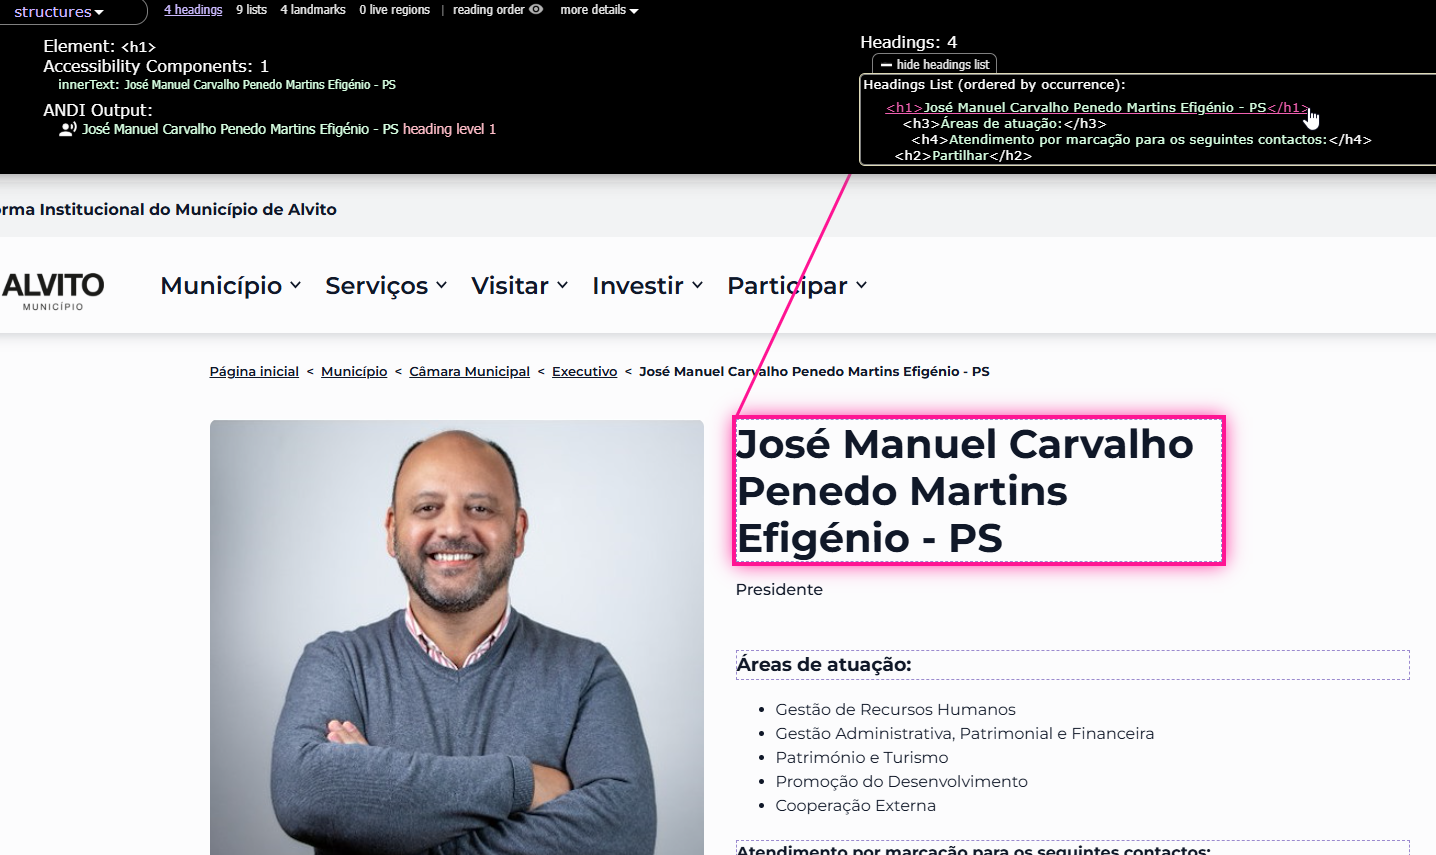 structures
4 headings 9 lists 4 landmarks 0 live regions | reading order more details
Element: <h1>
Accessibility Components: 1
innerText: José Manuel Carvalho Penedo Martins Efigénio - PS
ANDI Output:
José Manuel Carvalho Penedo Martins Efigénio - PS heading level 1
Headings: 4
hide headings list
Headings List (ordered by occurrence):
<h1>José Manuel Carvalho Penedo Martins Efigénio - PS</h1>
<h3>Áreas de atuação:</h3>
<h4>Atendimento por marcação para os seguintes contactos:</h4>
<h2>Partilhar</h2>
orma Institucional do Município de Alvito
ALVITO
MUNICÍPIO
Município Serviços Visitar Investir Participar
Página inicial < Município < Câmara Municipal < Executivo < José Manuel Carvalho Penedo Martins Efigénio - PS
José Manuel Carvalho
Penedo Martins
Efigénio - PS
Presidente
Áreas de atuação:
• Gestão de Recursos Humanos
• Gestão Administrativa, Patrimonial e Financeira
• Património e Turismo
• Promoção do Desenvolvimento
• Cooperação Externa
Atendimento por marcação para os seguintes contactos: